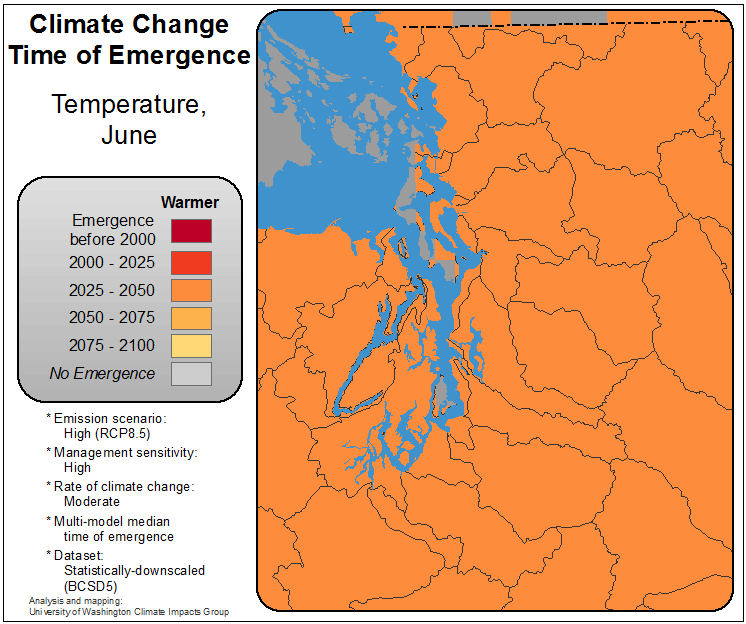 Climate Change
Time of Emergence
Temperature,
June
Warmer
Emergence
before 2000
2000 - 2025
2025 - 2050
2050 - 2075
2075 - 2100
No Emergence
* Emission scenario:
High (RCP8.5)
* Management sensitivity:
High
* Rate of climate change:
Moderate
* Multi-model median
time of emergence
* Dataset:
Statistically-downscaled
(BCSD5)
Analysis and mapping:
University of Washington Climate Impacts Group